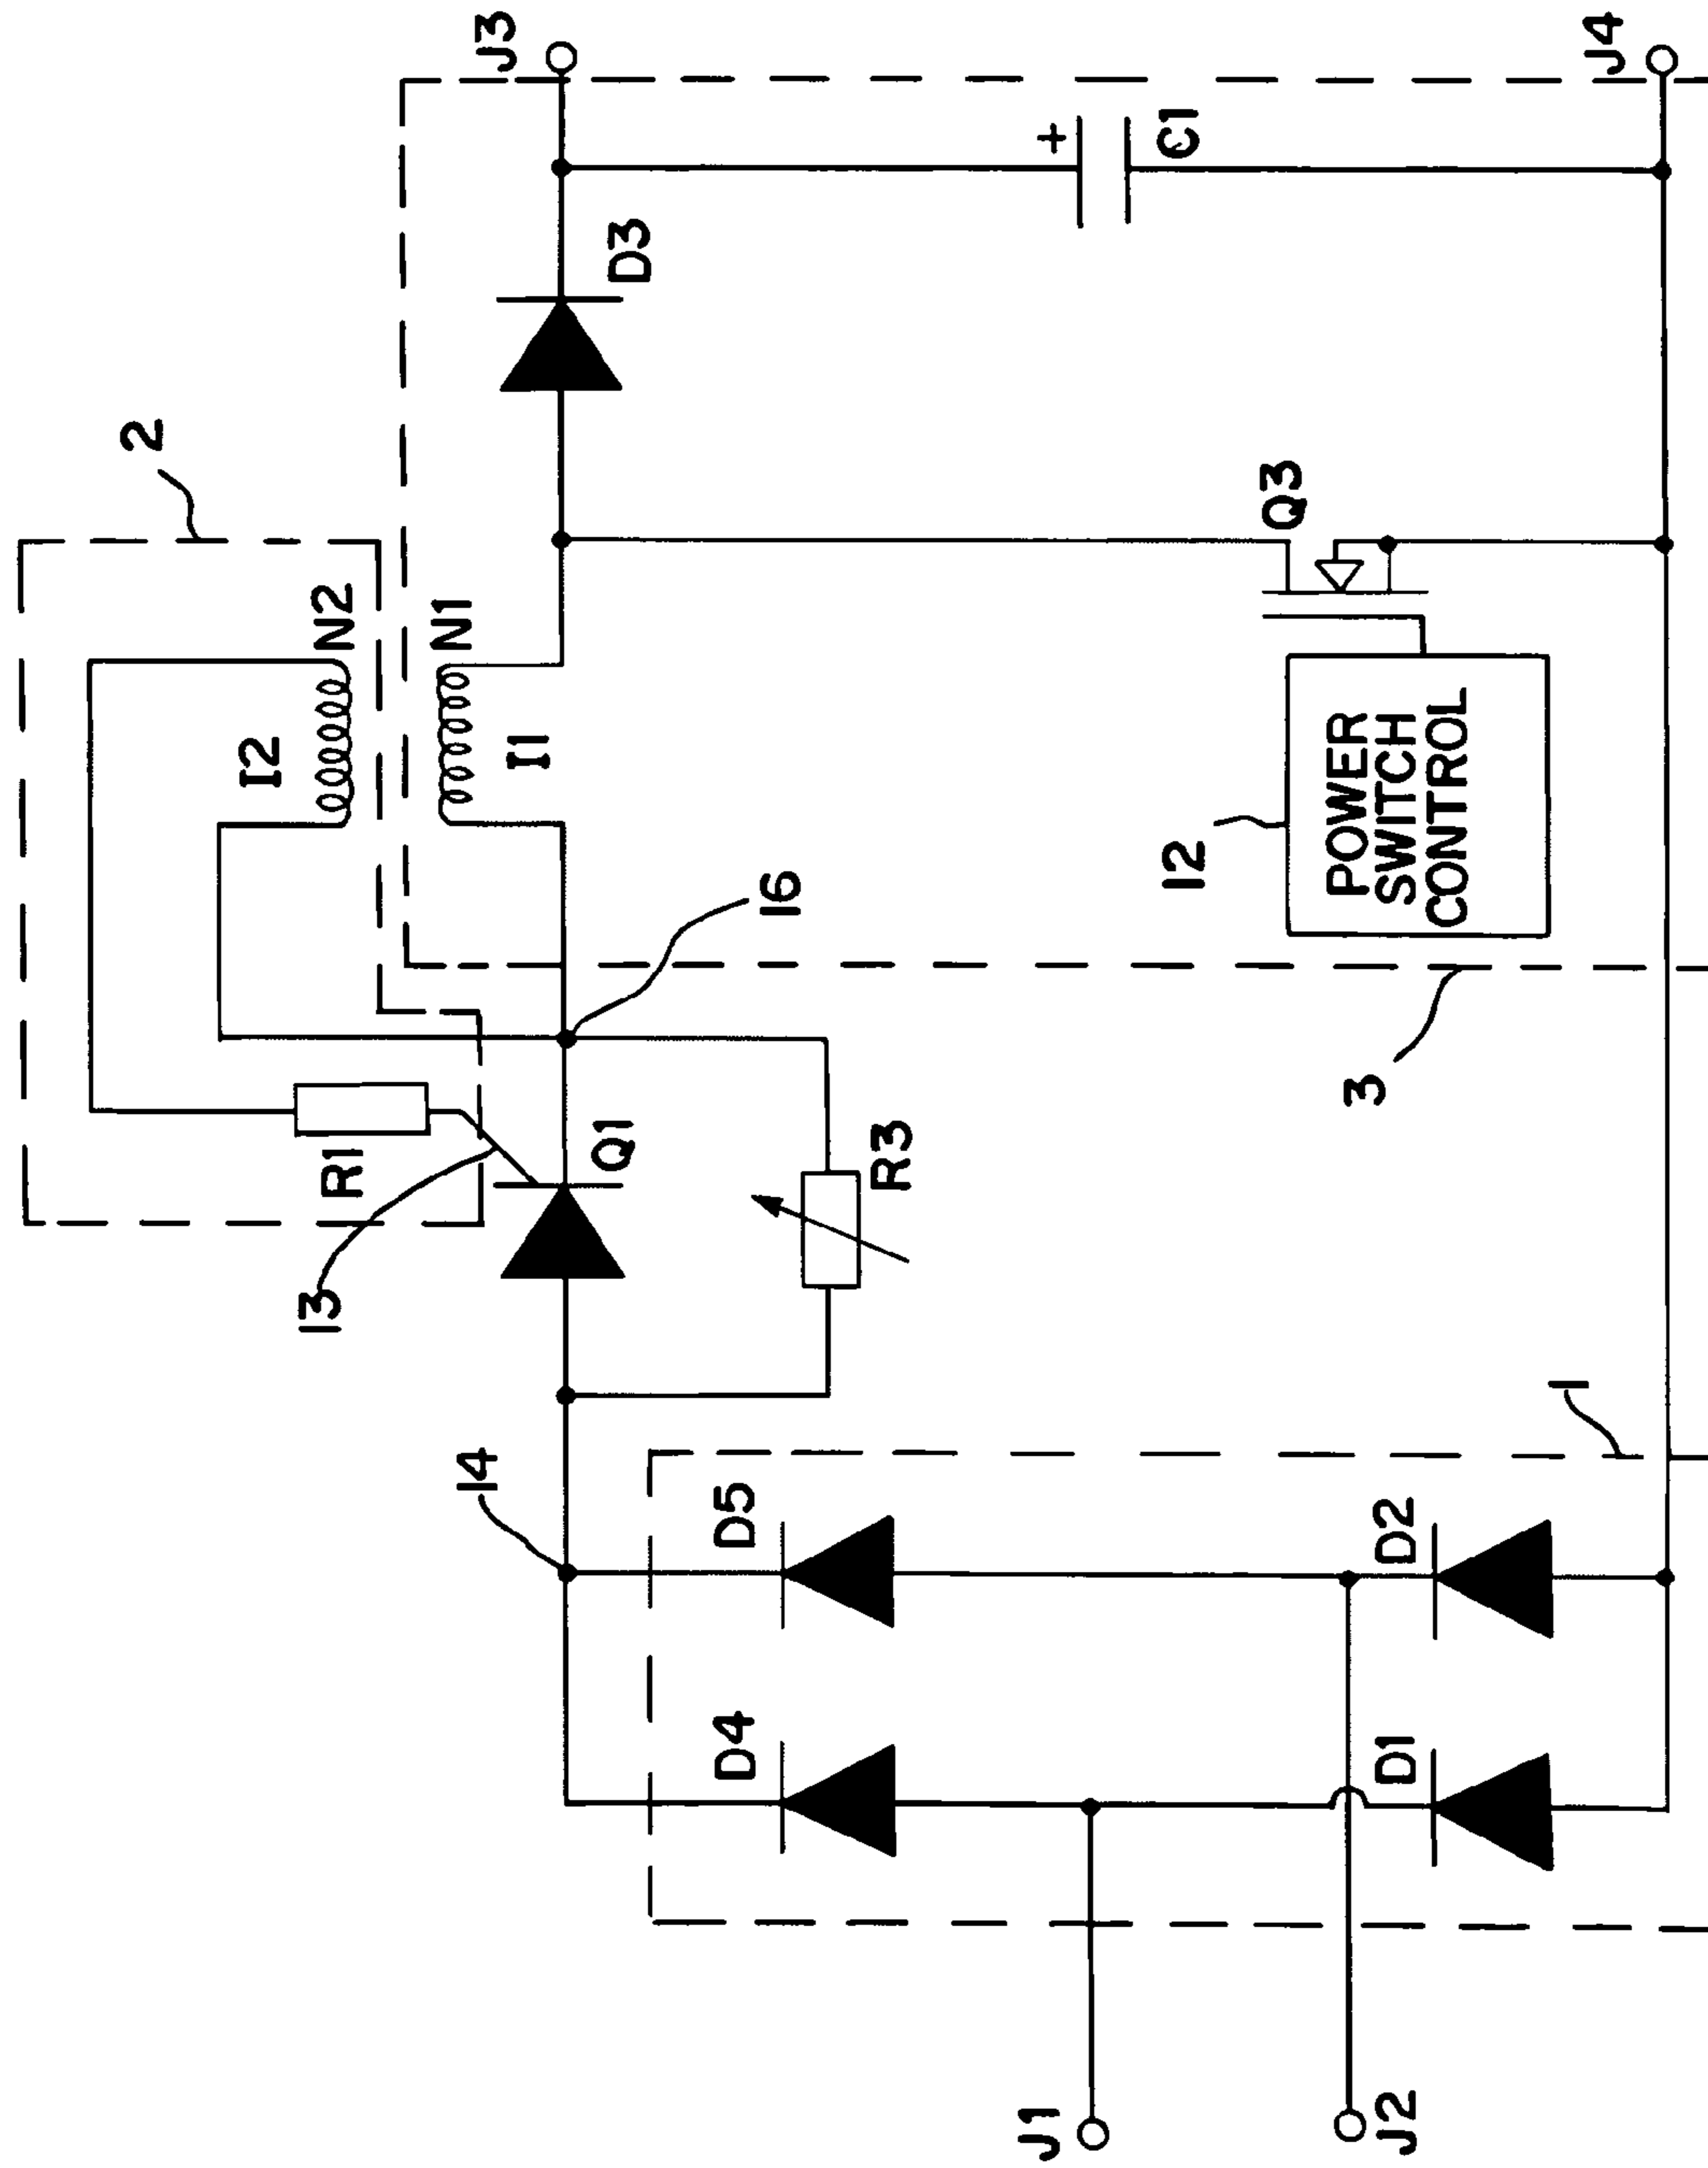 2
I2
N2
N1
I1
J3
D3
+
C1
J4
Q3
12
POWER
SWITCH
CONTROL
16
3
R1
13
Q1
R3
14
1
D5
D2
D4
D1
J1
J2